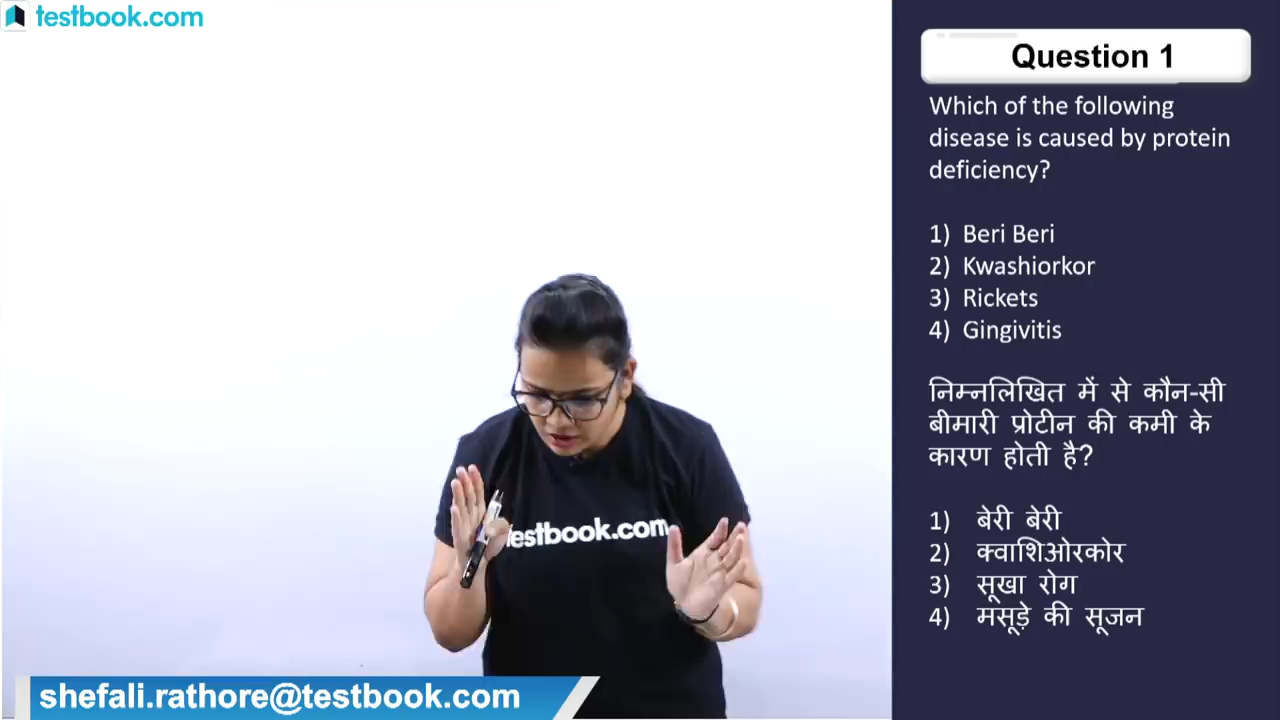 testbook.com
Question 1
Which of the following
disease is caused by protein
deficiency?
1) Beri Beri
2) Kwashiorkor
3) Rickets
4) Gingivitis
निम्नलिखित में से कौन-सी
बीमारी प्रोटीन की कमी के
कारण होती है?
1) बेरी बेरी
2) क्वाशिओरकोर
3) सूखा रोग
4) मसूड़े की सूजन
testbook.com
shefali.rathore@testbook.com